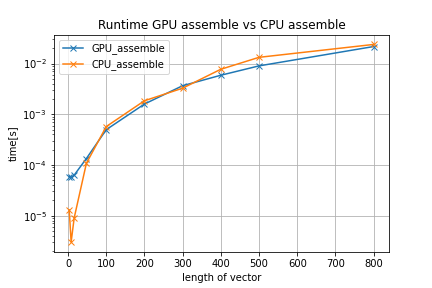 Runtime GPU assemble vs CPU assemble
GPU_assemble
CPU_assemble
time[s]
10⁻²
10⁻³
10⁻⁴
10⁻⁵
0 100 200 300 400 500 600 700 800
length of vector